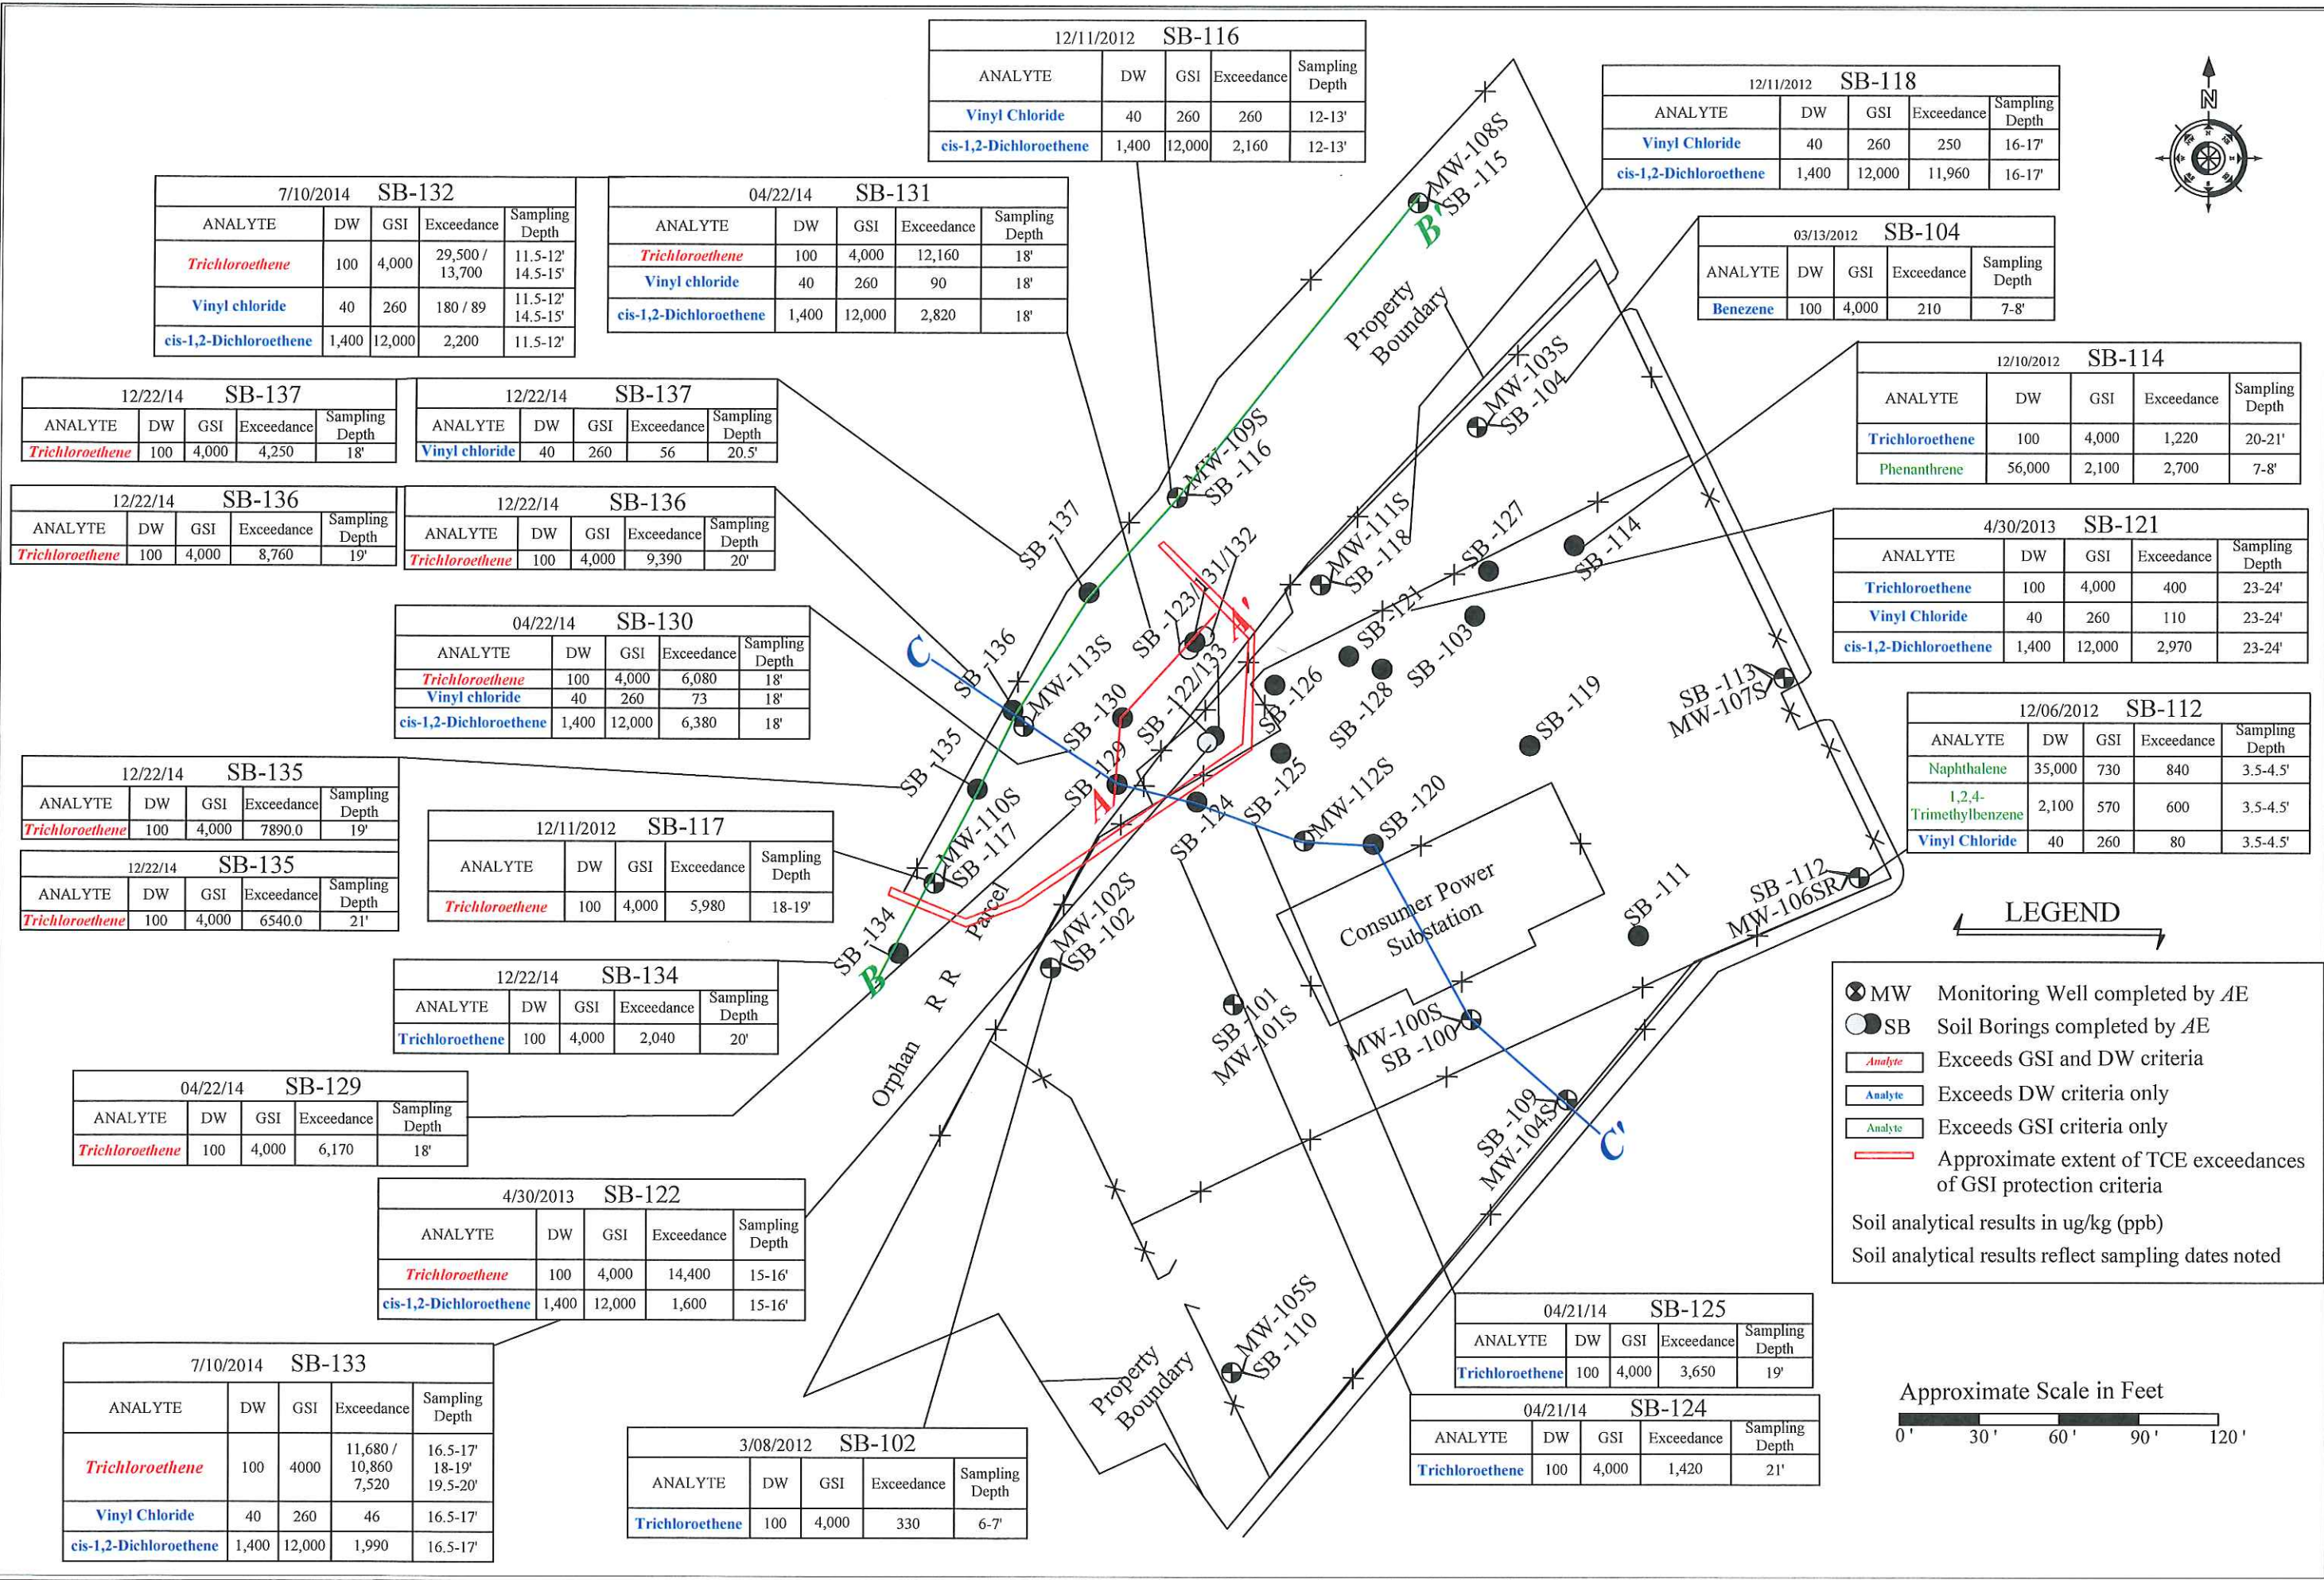 12/11/2012 SB-116
ANALYTE DW GSI Exceedance Sampling Depth
Vinyl Chloride 40 260 260 12-13'
cis-1,2-Dichloroethene 1,400 12,000 2,160 12-13'
12/11/2012 SB-118
ANALYTE DW GSI Exceedance Sampling Depth
Vinyl Chloride 40 260 250 16-17'
cis-1,2-Dichloroethene 1,400 12,000 11,960 16-17'
N
7/10/2014 SB-132
ANALYTE DW GSI Exceedance Sampling Depth
Trichloroethene 100 4,000 29,500 / 13,700 11.5-12' 14.5-15'
Vinyl chloride 40 260 180 / 89 11.5-12' 14.5-15'
cis-1,2-Dichloroethene 1,400 12,000 2,200 11.5-12'
04/22/14 SB-131
ANALYTE DW GSI Exceedance Sampling Depth
Trichloroethene 100 4,000 12,160 18'
Vinyl chloride 40 260 90 18'
cis-1,2-Dichloroethene 1,400 12,000 2,820 18'
03/13/2012 SB-104
ANALYTE DW GSI Exceedance Sampling Depth
Benezene 100 4,000 210 7-8'
12/22/14 SB-137
ANALYTE DW GSI Exceedance Sampling Depth
Trichloroethene 100 4,000 4,250 18'
12/22/14 SB-137
ANALYTE DW GSI Exceedance Sampling Depth
Vinyl chloride 40 260 56 20.5'
12/10/2012 SB-114
ANALYTE DW GSI Exceedance Sampling Depth
Trichloroethene 100 4,000 1,220 20-21'
Phenanthrene 56,000 2,100 2,700 7-8'
12/22/14 SB-136
ANALYTE DW GSI Exceedance Sampling Depth
Trichloroethene 100 4,000 8,760 19'
12/22/14 SB-136
ANALYTE DW GSI Exceedance Sampling Depth
Trichloroethene 100 4,000 9,390 20'
4/30/2013 SB-121
ANALYTE DW GSI Exceedance Sampling Depth
Trichloroethene 100 4,000 400 23-24'
Vinyl Chloride 40 260 110 23-24'
cis-1,2-Dichloroethene 1,400 12,000 2,970 23-24'
04/22/14 SB-130
ANALYTE DW GSI Exceedance Sampling Depth
Trichloroethene 100 4,000 6,080 18'
Vinyl chloride 40 260 73 18'
cis-1,2-Dichloroethene 1,400 12,000 6,380 18'
12/06/2012 SB-112
ANALYTE DW GSI Exceedance Sampling Depth
Naphthalene 35,000 730 840 3.5-4.5'
1,2,4-Trimethylbenzene 2,100 570 600 3.5-4.5'
Vinyl Chloride 40 260 80 3.5-4.5'
12/22/14 SB-135
ANALYTE DW GSI Exceedance Sampling Depth
Trichloroethene 100 4,000 7890.0 19'
12/22/14 SB-135
ANALYTE DW GSI Exceedance Sampling Depth
Trichloroethene 100 4,000 6540.0 21'
12/11/2012 SB-117
ANALYTE DW GSI Exceedance Sampling Depth
Trichloroethene 100 4,000 5,980 18-19'
12/22/14 SB-134
ANALYTE DW GSI Exceedance Sampling Depth
Trichloroethene 100 4,000 2,040 20'
04/22/14 SB-129
ANALYTE DW GSI Exceedance Sampling Depth
Trichloroethene 100 4,000 6,170 18'
4/30/2013 SB-122
ANALYTE DW GSI Exceedance Sampling Depth
Trichloroethene 100 4,000 14,400 15-16'
cis-1,2-Dichloroethene 1,400 12,000 1,600 15-16'
7/10/2014 SB-133
ANALYTE DW GSI Exceedance Sampling Depth
Trichloroethene 100 4000 11,680 / 10,860 7,520 16.5-17' 18-19' 19.5-20'
Vinyl Chloride 40 260 46 16.5-17'
cis-1,2-Dichloroethene 1,400 12,000 1,990 16.5-17'
3/08/2012 SB-102
ANALYTE DW GSI Exceedance Sampling Depth
Trichloroethene 100 4,000 330 6-7'
04/21/14 SB-125
ANALYTE DW GSI Exceedance Sampling Depth
Trichloroethene 100 4,000 3,650 19'
04/21/14 SB-124
ANALYTE DW GSI Exceedance Sampling Depth
Trichloroethene 100 4,000 1,420 21'
MW-108S
SB-115
B'
Property
Boundary
MW-103S
SB-104
MW-109S
SB-116
SB-137
MW-111S
SB-118
SB-127
SB-114
SB-123/131/132
A'
SB-121
SB-103
C
SB-136
MW-113S
SB-130
SB-122/133
SB-126
SB-128
SB-119
SB-113
MW-107S
SB-135
SB-129
A
SB-125
SB-124
MW-112S
SB-120
MW-110S
SB-117
SB-134
B
Orphan R R Parcel
MW-102S
SB-102
Consumer Power
Substation
SB-111
SB-112
MW-106SR
SB-101
MW-101S
MW-100S
SB-100
SB-109
MW-104S
C'
MW-105S
SB-110
Property
Boundary
LEGEND
MW Monitoring Well completed by AE
SB Soil Borings completed by AE
Analyte Exceeds GSI and DW criteria
Analyte Exceeds DW criteria only
Analyte Exceeds GSI criteria only
Approximate extent of TCE exceedances
of GSI protection criteria
Soil analytical results in ug/kg (ppb)
Soil analytical results reflect sampling dates noted
Approximate Scale in Feet
0' 30' 60' 90' 120'